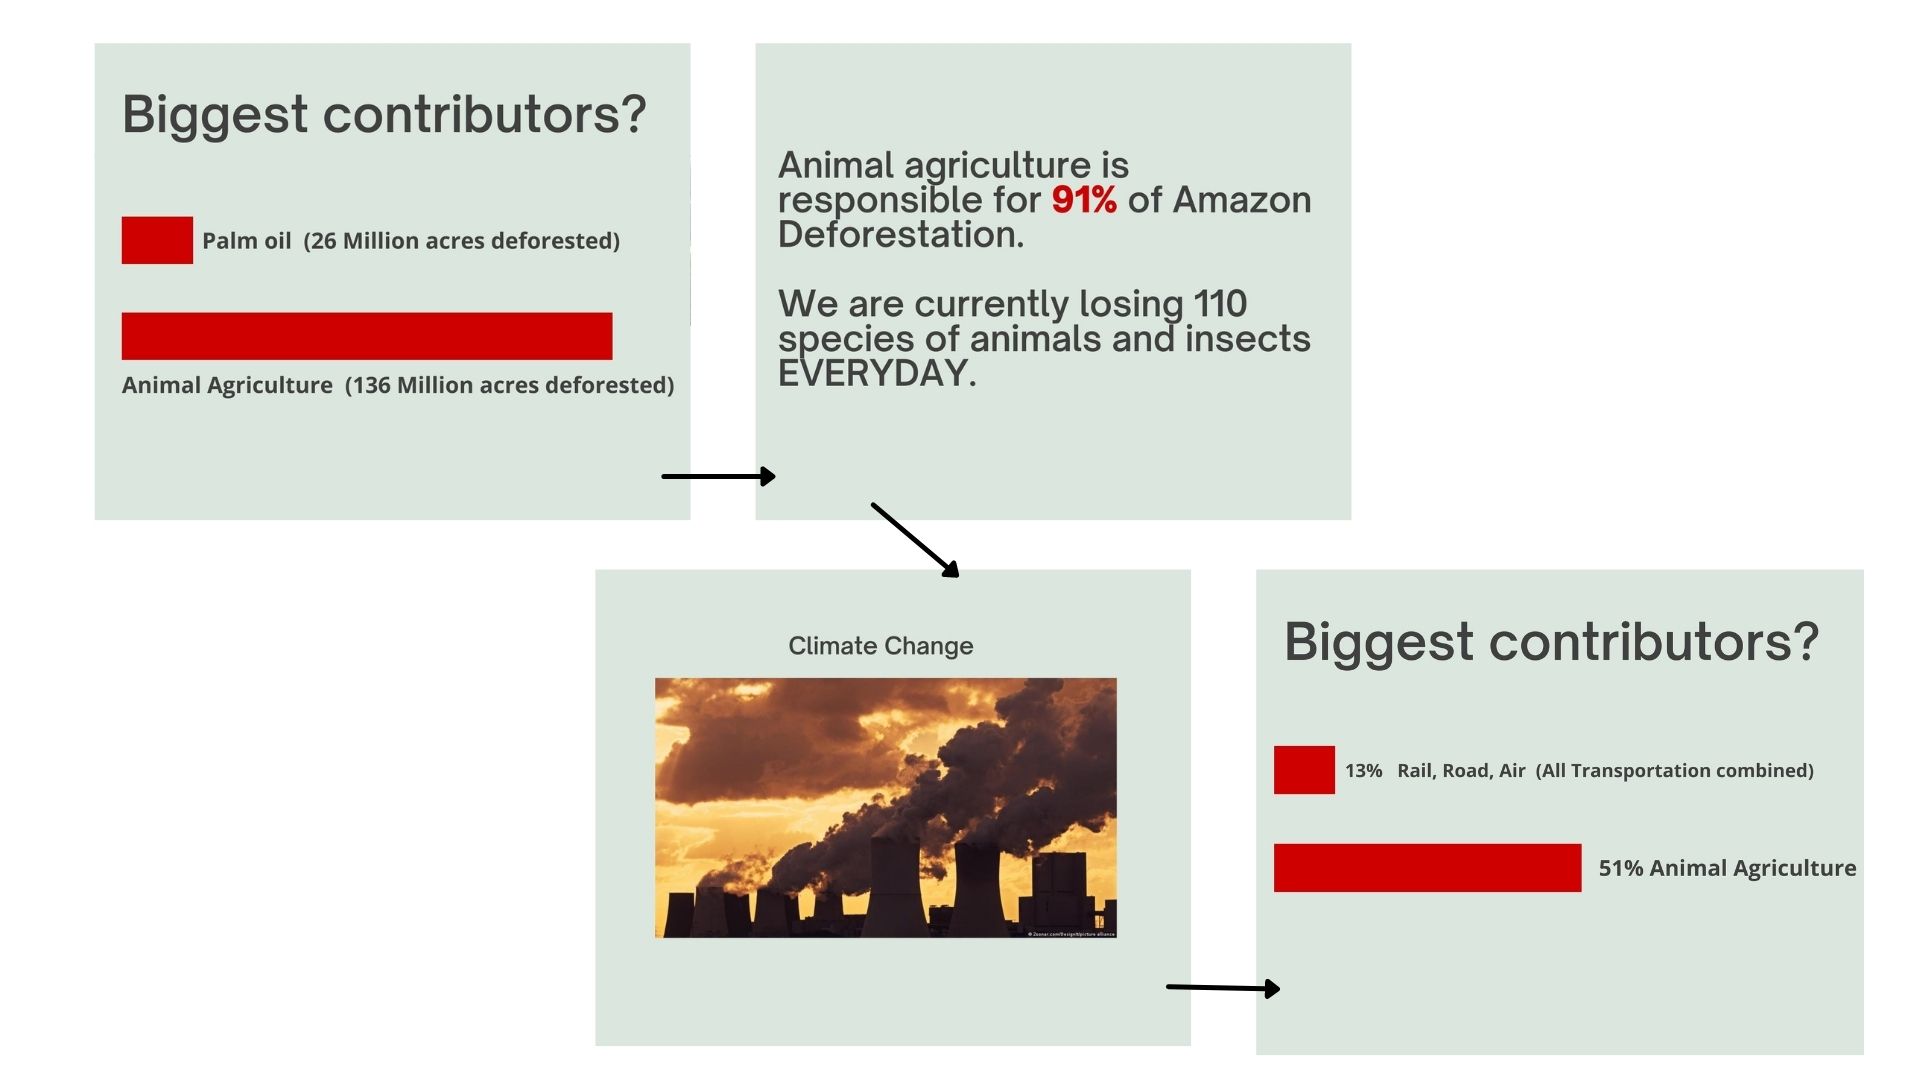 Biggest contributors?
Palm oil  (26 Million acres deforested)
Animal Agriculture  (136 Million acres deforested)
Animal agriculture is
responsible for 91% of Amazon
Deforestation.
We are currently losing 110
species of animals and insects
EVERYDAY.
Climate Change
© Zoonar.com/DesignIt/picture alliance
Biggest contributors?
13%   Rail, Road, Air  (All Transportation combined)
51% Animal Agriculture